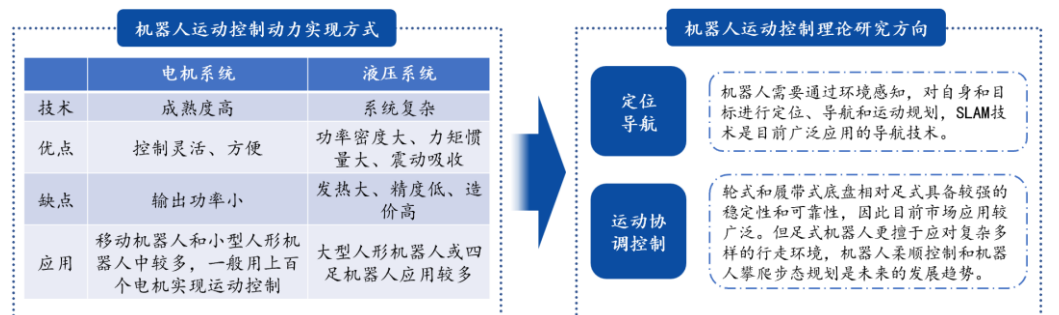 机器人运动控制动力实现方式
电机系统 液压系统
技术 成熟度高 系统复杂
优点 控制灵活、方便 功率密度大、力矩惯
量大、震动吸收
缺点 输出功率小 发热大、精度低、造
价高
应用 移动机器人和小型人形机
器人中较多，一般用上百
个电机实现运动控制
大型人形机器人或四
足机器人应用较多
机器人运动控制理论研究方向
定位
导航
机器人需要通过环境感知，对自身和目
标进行定位、导航和运动规划，SLAM技
术是目前广泛应用的导航技术。
运动协
调控制
轮式和履带式底盘相对足式具备较强的
稳定性和可靠性，因此目前市场应用较
广泛。但足式机器人更擅于应对复杂多
样的行走环境，机器人柔顺控制和机器
人攀爬步态规划是未来的发展趋势。